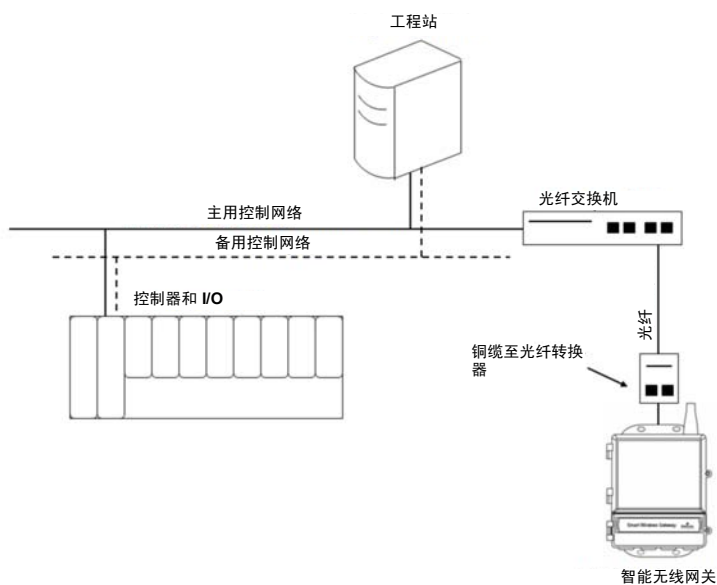 工程站
光纤交换机
主用控制网络
备用控制网络
控制器和 I/O
光纤
铜缆至光纤转换
器
Smart Wireless Gateway
智能无线网关